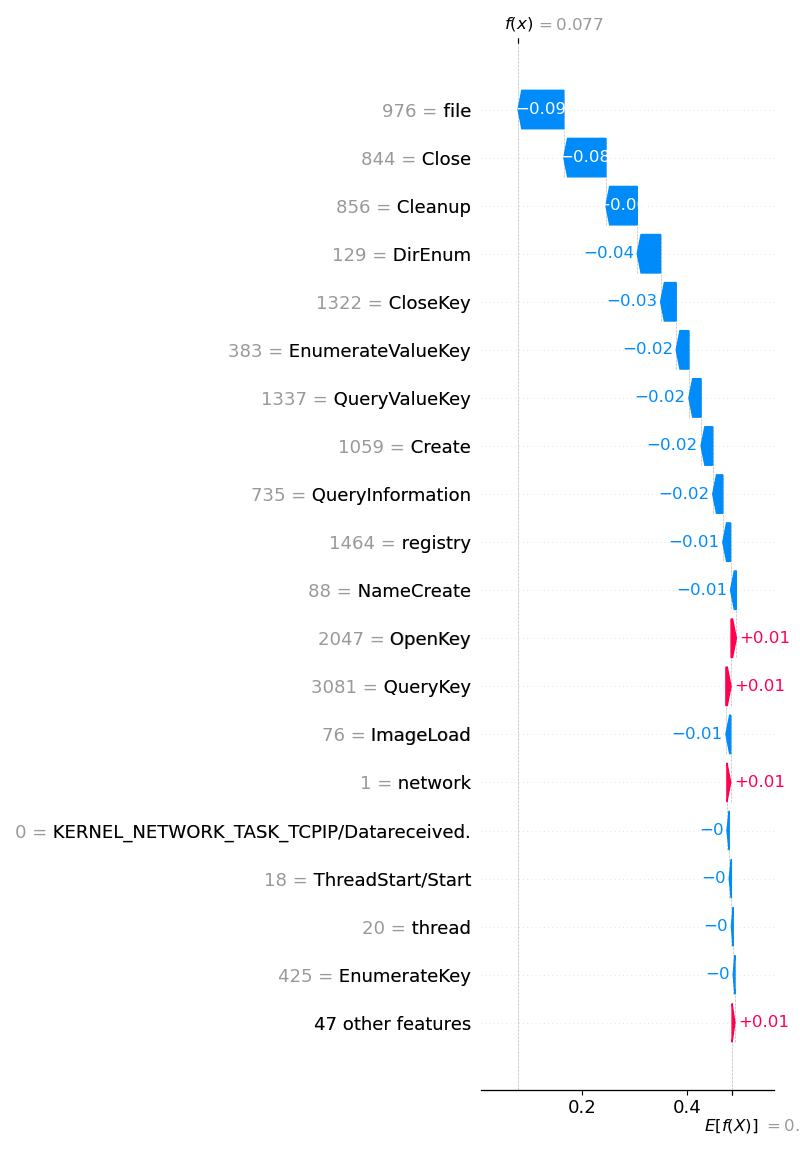 f(x) = 0.077
976 = file −0.09
844 = Close −0.08
856 = Cleanup −0.0
129 = DirEnum −0.04
1322 = CloseKey −0.03
383 = EnumerateValueKey −0.02
1337 = QueryValueKey −0.02
1059 = Create −0.02
735 = QueryInformation −0.02
1464 = registry −0.01
88 = NameCreate −0.01
2047 = OpenKey +0.01
3081 = QueryKey +0.01
76 = ImageLoad −0.01
1 = network +0.01
0 = KERNEL_NETWORK_TASK_TCPIP/Datareceived. −0
18 = ThreadStart/Start −0
20 = thread −0
425 = EnumerateKey −0
47 other features +0.01
0.2 0.4
E[f(X)] = 0.